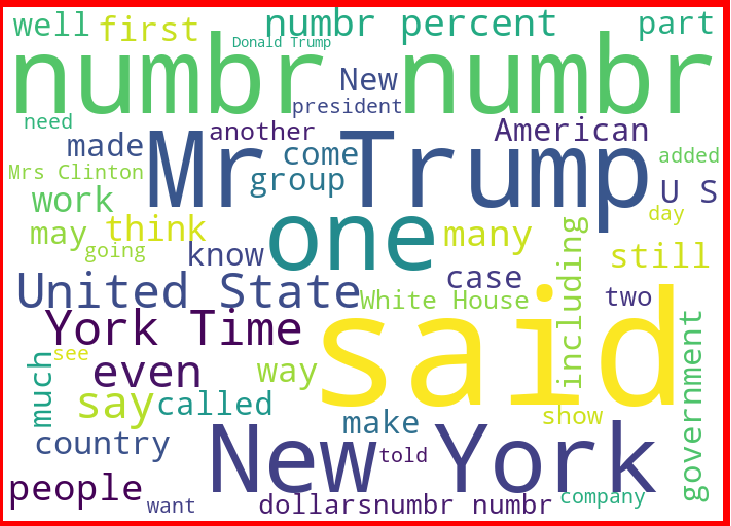 well first numbr percent part
Donald Trump
numbr numbr
New
president
need
another American
made Mr Trump come
added
Mrs Clinton
group
work
U S
one
may think many
day
going know
still
including
case
United State
White House
two
York Time
said
see
even way
much
government
say called
make
show
New York
country
told
people
want
dollarsnumbr numbr
company